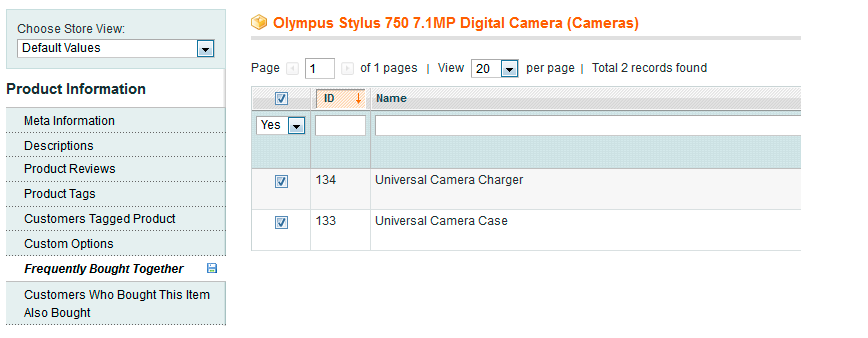 Choose Store View:
Default Values
Product Information
Meta Information
Descriptions
Product Reviews
Product Tags
Customers Tagged Product
Custom Options
Frequently Bought Together
Customers Who Bought This Item
Also Bought
Olympus Stylus 750 7.1MP Digital Camera (Cameras)
Page 1 of 1 pages | View 20 per page | Total 2 records found
ID Name
Yes
134 Universal Camera Charger
133 Universal Camera Case